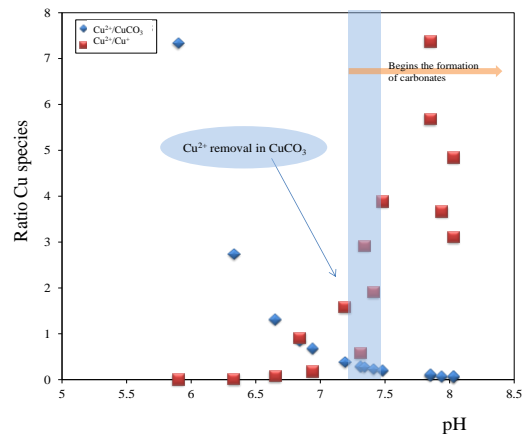 8
7
6
5
4
3
2
1
0
Ratio Cu species
Cu²⁺/CuCO₃
Cu²⁺/Cu⁺
Begins the formation
of carbonates
Cu²⁺ removal in CuCO₃
5
5.5
6
6.5
7
7.5
8
8.5
pH